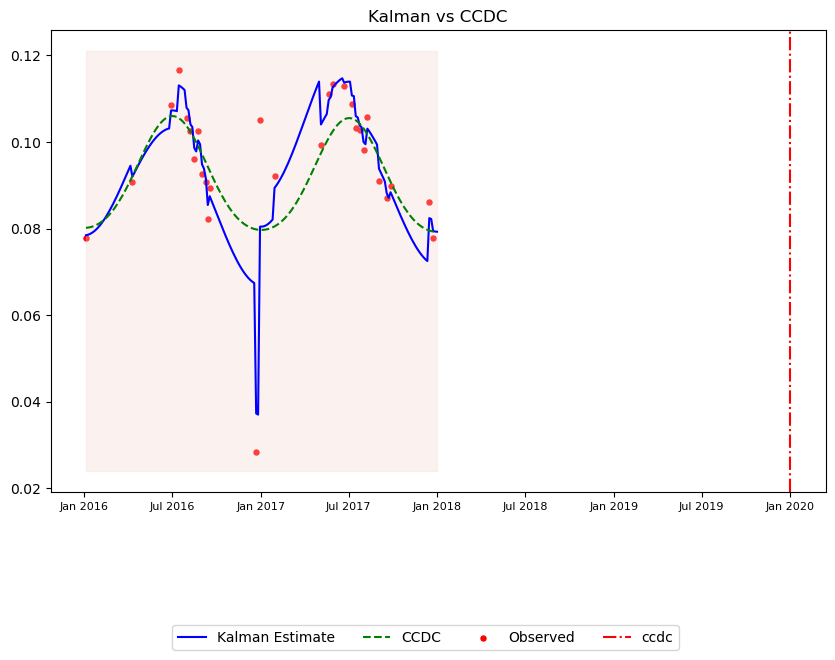 Kalman vs CCDC
0.12
0.10
0.08
0.06
0.04
0.02
Jan 2016 Jul 2016 Jan 2017 Jul 2017 Jan 2018 Jul 2018 Jan 2019 Jul 2019 Jan 2020
Kalman Estimate CCDC Observed ccdc